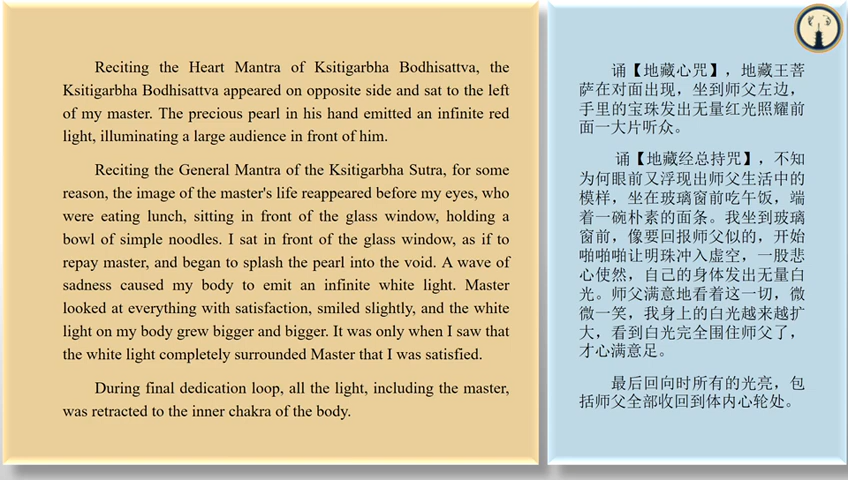 Reciting the Heart Mantra of Ksitigarbha Bodhisattva, the
Ksitigarbha Bodhisattva appeared on opposite side and sat to the left
of my master. The precious pearl in his hand emitted an infinite red
light, illuminating a large audience in front of him.
Reciting the General Mantra of the Ksitigarbha Sutra, for some
reason, the image of the master's life reappeared before my eyes, who
were eating lunch, sitting in front of the glass window, holding a
bowl of simple noodles. I sat in front of the glass window, as if to
repay master, and began to splash the pearl into the void. A wave of
sadness caused my body to emit an infinite white light. Master
looked at everything with satisfaction, smiled slightly, and the white
light on my body grew bigger and bigger. It was only when I saw that
the white light completely surrounded Master that I was satisfied.
During final dedication loop, all the light, including the master,
was retracted to the inner chakra of the body.
诵【地藏心咒】，地藏王菩
萨在对面出现，坐到师父左边，
手里的宝珠发出无量红光照耀前
面一大片听众。
诵【地藏经总持咒】，不知
为何眼前又浮现出师父生活中的
模样，坐在玻璃窗前吃午饭，端
着一碗朴素的面条。我坐到玻璃
窗前，像要回报师父似的，开始
啪啪啪让明珠冲入虚空，一股悲
心使然，自己的身体发出无量白
光。师父满意地看着这一切，微
微一笑，我身上的白光越来越扩
大，看到白光完全围住师父了，
才心满意足。
最后回向时所有的光亮，包
括师父全部收回到体内心轮处。